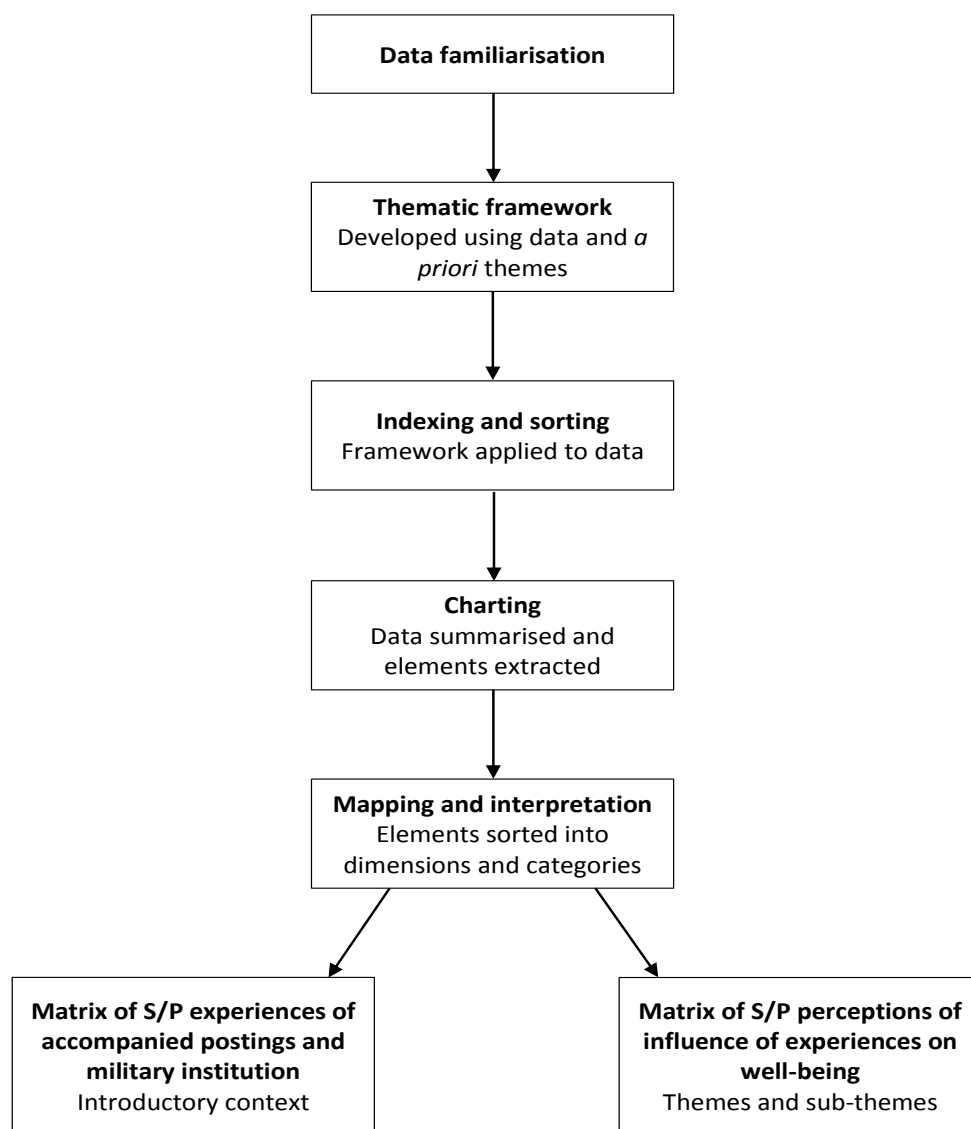 Data familiarisation
Thematic framework
Developed using data and a
priori themes
Indexing and sorting
Framework applied to data
Charting
Data summarised and
elements extracted
Mapping and interpretation
Elements sorted into
dimensions and categories
Matrix of S/P experiences of
accompanied postings and
military institution
Introductory context
Matrix of S/P perceptions of
influence of experiences on
well-being
Themes and sub-themes